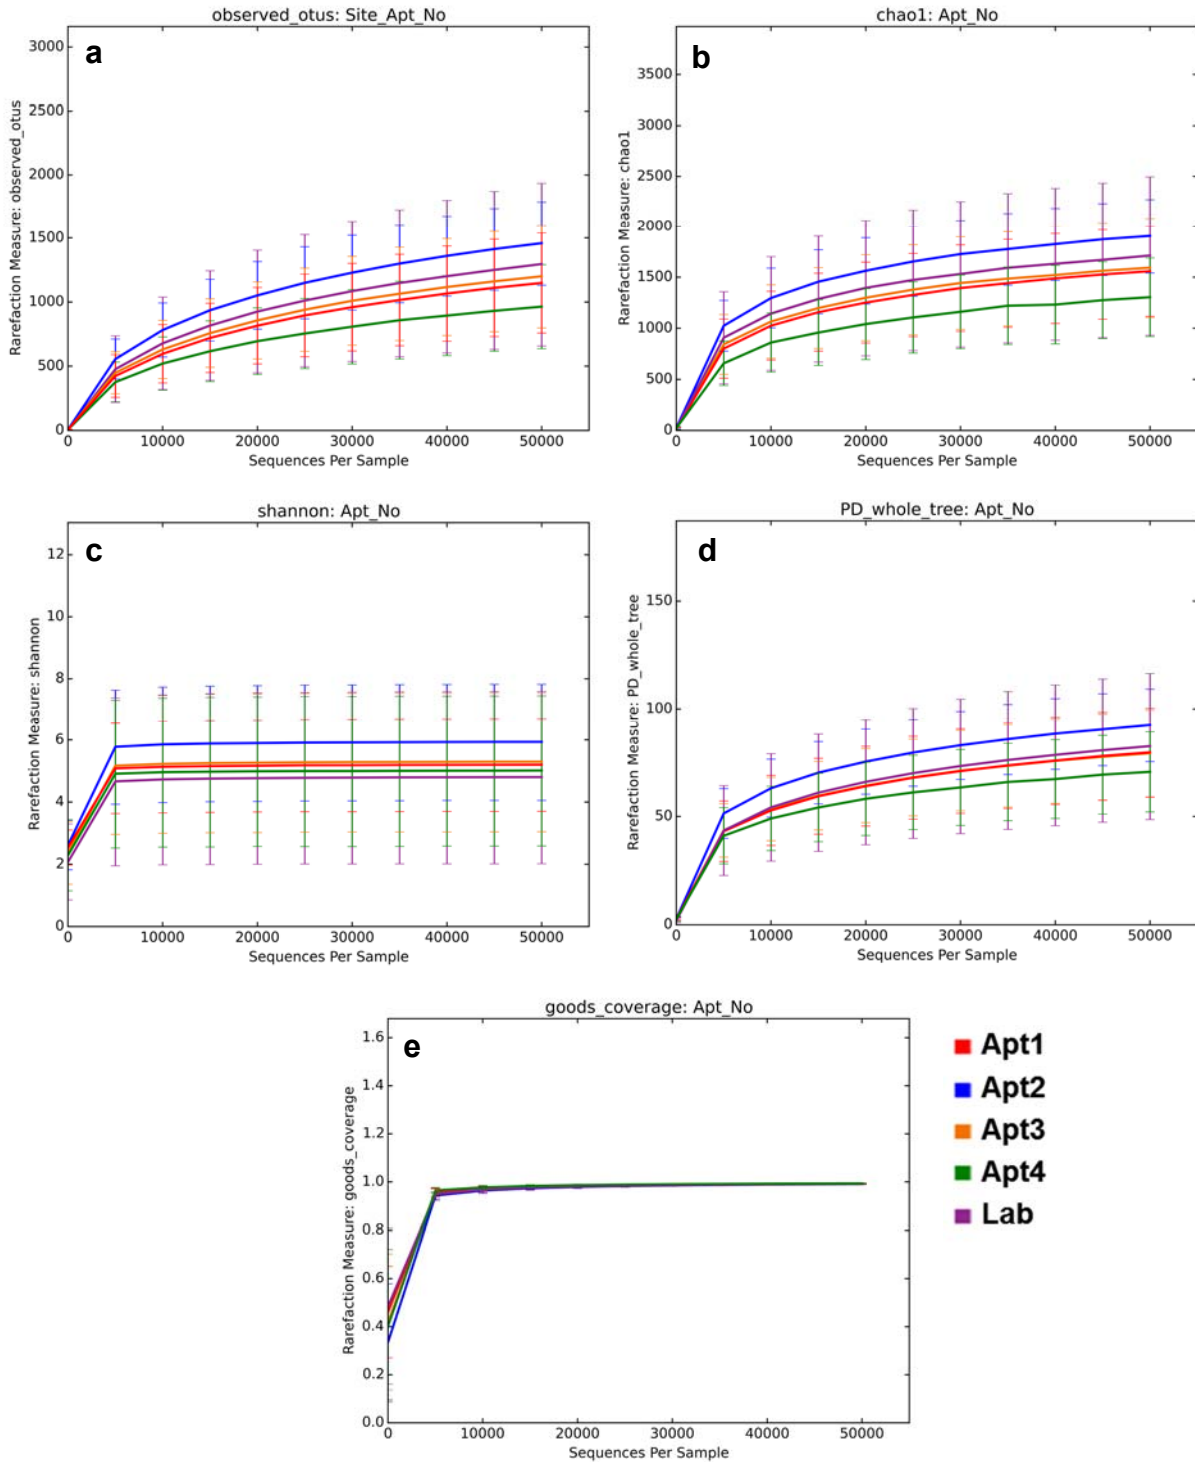 observed_otus: Site_Apt_No
a
3000
2500
2000
1500
1000
500
0
Rarefaction Measure: observed_otus
0 10000 20000 30000 40000 50000
Sequences Per Sample
chao1: Apt_No
b
3500
3000
2500
2000
1500
1000
500
0
Rarefaction Measure: chao1
0 10000 20000 30000 40000 50000
Sequences Per Sample
shannon: Apt_No
c
12
10
8
6
4
2
0
Rarefaction Measure: shannon
0 10000 20000 30000 40000 50000
Sequences Per Sample
PD_whole_tree: Apt_No
d
150
100
50
0
Rarefaction Measure: PD_whole_tree
0 10000 20000 30000 40000 50000
Sequences Per Sample
goods_coverage: Apt_No
e
1.6
1.4
1.2
1.0
0.8
0.6
0.4
0.2
0.0
Rarefaction Measure: goods_coverage
0 10000 20000 30000 40000 50000
Sequences Per Sample
Apt1
Apt2
Apt3
Apt4
Lab